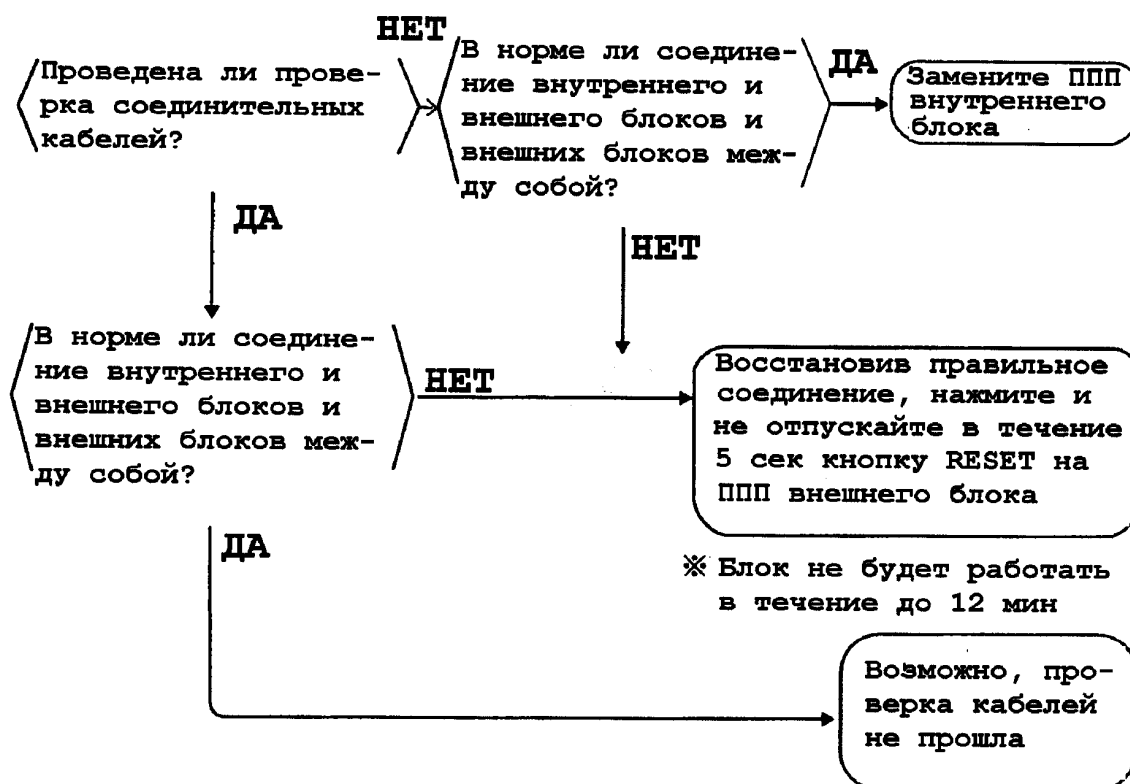 НЕТ
Проведена ли прове-
рка соединительных
кабелей?
В норме ли соедине-
ние внутреннего и
внешнего блоков и
внешних блоков меж-
ду собой?
ДА
Замените ППП
внутреннего
блока
ДА
НЕТ
В норме ли соедине-
ние внутреннего и
внешнего блоков и
внешних блоков меж-
ду собой?
НЕТ
Восстановив правильное
соединение, нажмите и
не отпускайте в течение
5 сек кнопку RESET на
ППП внешнего блока
ДА
※ Блок не будет работать
в течение до 12 мин
Возможно, про-
верка кабелей
не прошла